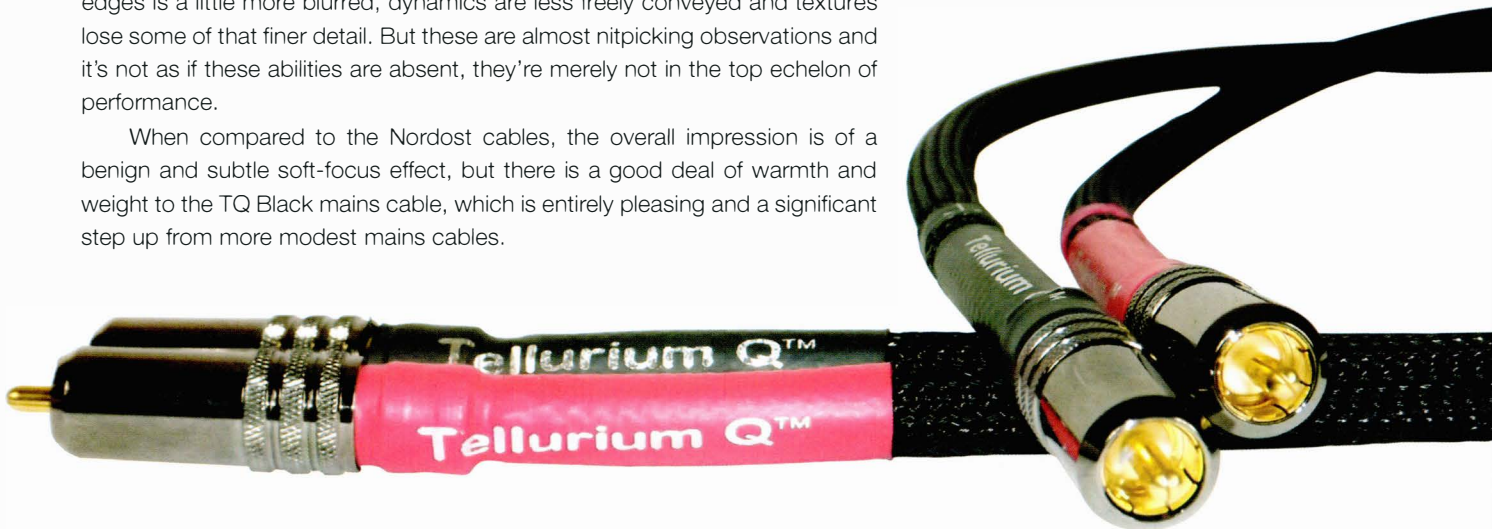 edges is a little more blurred, dynamics are less freely conveyed and textures
lose some of that finer detail. But these are almost nitpicking observations and
it's not as if these abilities are absent, they're merely not in the top echelon of
performance.
When compared to the Nordost cables, the overall impression is of a
benign and subtle soft-focus effect, but there is a good deal of warmth and
weight to the TQ Black mains cable, which is entirely pleasing and a significant
step up from more modest mains cables.
Tellurium Q™
Tellurium Q™
Tellurium Q™